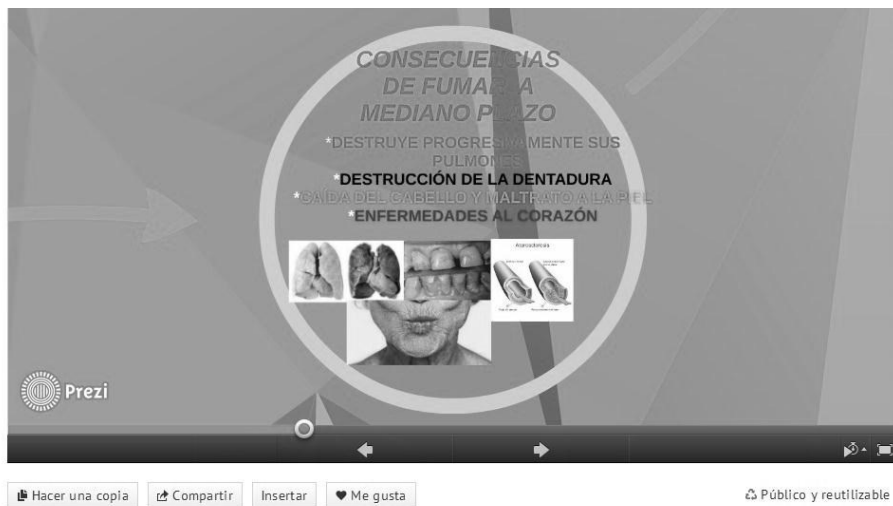 CONSECUENCIAS
DE FUMAR A
MEDIANO PLAZO
*DESTRUYE PROGRESIVAMENTE SUS
PULMONES
*DESTRUCCIÓN DE LA DENTADURA
*CAÍDA DEL CABELLO Y MALTRATO A LA PIEL
*ENFERMEDADES AL CORAZÓN
Prezi
Hacer una copia
Compartir
Insertar
Me gusta
Público y reutilizable